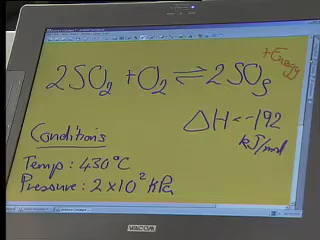 +Energy
2SO₂ + O₂ ⇌ 2SO₃
ΔH = -192
kJ/mol
Conditions
Temp : 430°C
Pressure : 2×10² kPa
WACOM